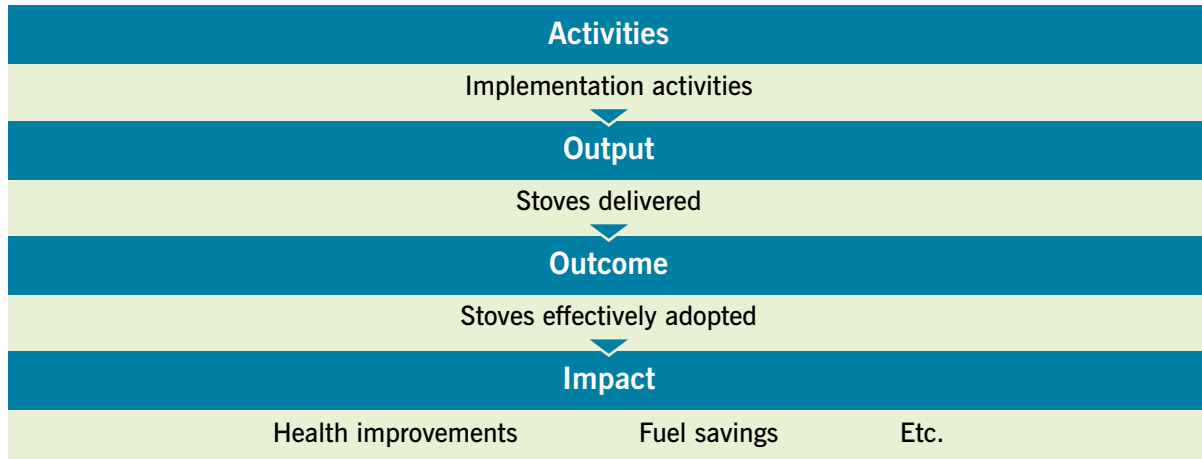 Activities
Implementation activities
Output
Stoves delivered
Outcome
Stoves effectively adopted
Impact
Health improvements Fuel savings Etc.